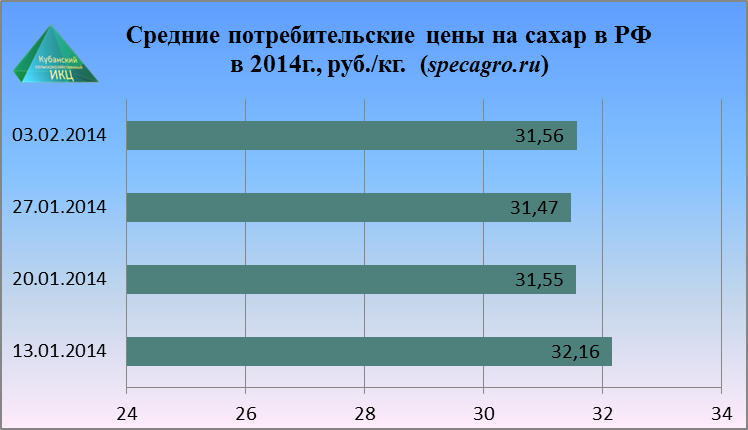 Средние потребительские цены на сахар в РФ
в 2014г., руб./кг. (specagro.ru)
Кубанский
сельскохозяйственный
ИКЦ
03.02.2014
31,56
27.01.2014
31,47
20.01.2014
31,55
13.01.2014
32,16
24 26 28 30 32 34